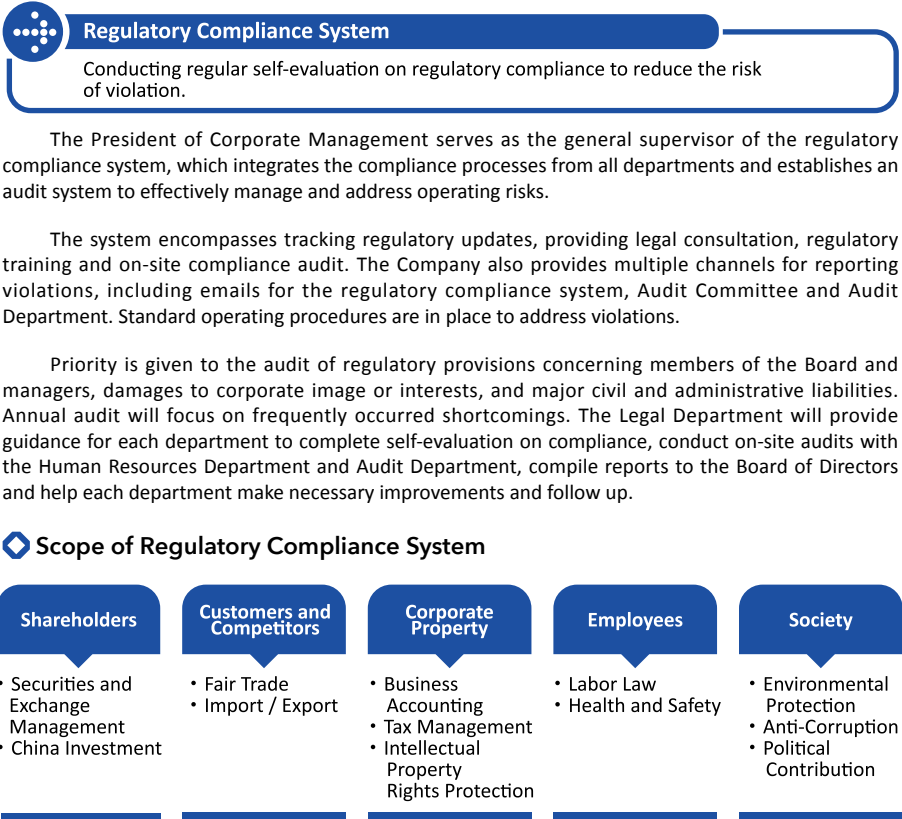 Regulatory Compliance System
Conducting regular self-evaluation on regulatory compliance to reduce the risk
of violation.
The President of Corporate Management serves as the general supervisor of the regulatory
compliance system, which integrates the compliance processes from all departments and establishes an
audit system to effectively manage and address operating risks.
The system encompasses tracking regulatory updates, providing legal consultation, regulatory
training and on-site compliance audit. The Company also provides multiple channels for reporting
violations, including emails for the regulatory compliance system, Audit Committee and Audit
Department. Standard operating procedures are in place to address violations.
Priority is given to the audit of regulatory provisions concerning members of the Board and
managers, damages to corporate image or interests, and major civil and administrative liabilities.
Annual audit will focus on frequently occurred shortcomings. The Legal Department will provide
guidance for each department to complete self-evaluation on compliance, conduct on-site audits with
the Human Resources Department and Audit Department, compile reports to the Board of Directors
and help each department make necessary improvements and follow up.
Scope of Regulatory Compliance System
Shareholders
• Securities and
Exchange
Management
• China Investment
Customers and
Competitors
• Fair Trade
• Import / Export
Corporate
Property
• Business
Accounting
• Tax Management
• Intellectual
Property
Rights Protection
Employees
• Labor Law
• Health and Safety
Society
• Environmental
Protection
• Anti-Corruption
• Political
Contribution